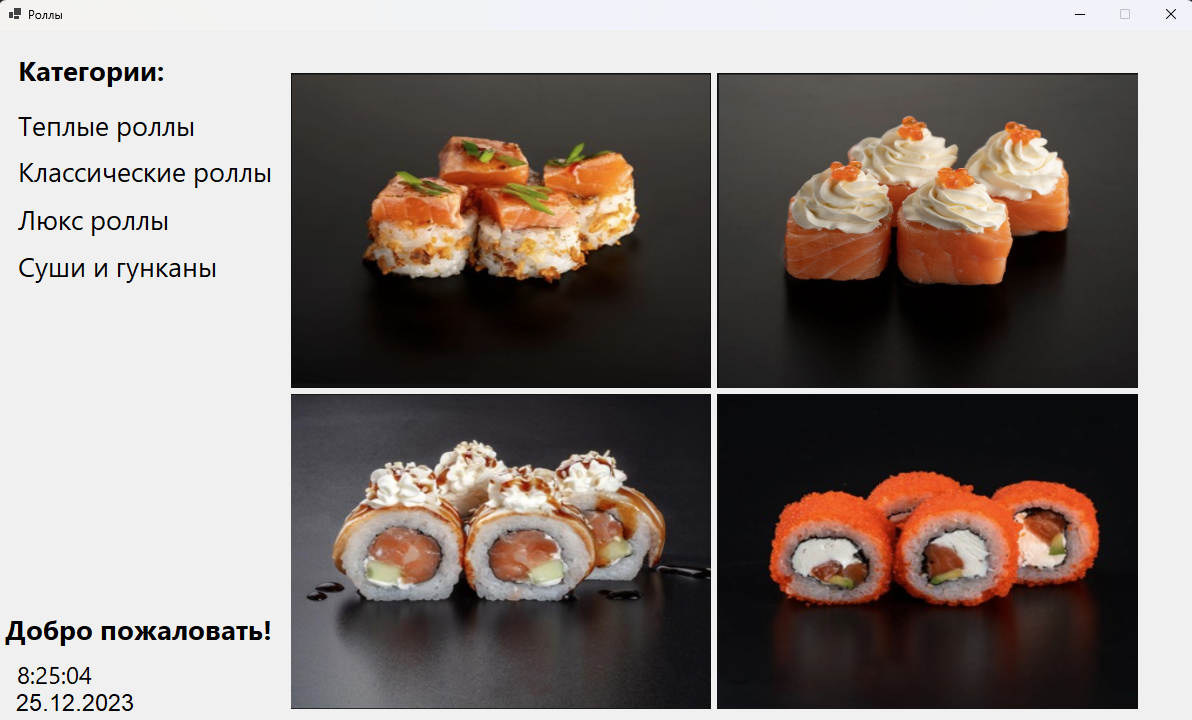 Роллы
Категории:
Теплые роллы
Классические роллы
Люкс роллы
Суши и гунканы
Добро пожаловать!
8:25:04
25.12.2023